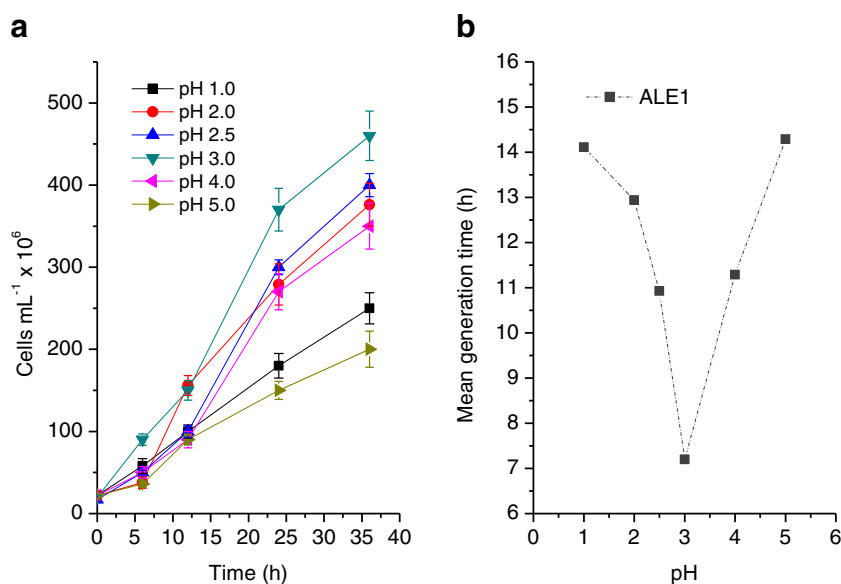 a
pH 1.0
pH 2.0
pH 2.5
pH 3.0
pH 4.0
pH 5.0
500
400
300
200
100
0
Cells mL⁻¹ x 10⁶
0 5 10 15 20 25 30 35 40
Time (h)
b
ALE1
16
15
14
13
12
11
10
9
8
7
6
Mean generation time (h)
0 1 2 3 4 5 6
pH